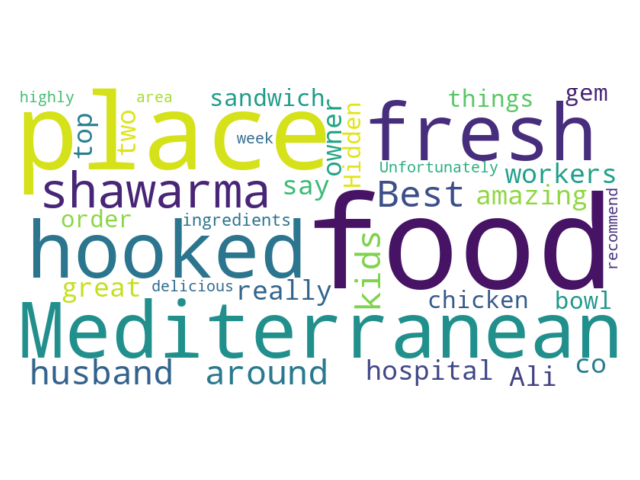 highly area sandwich things gem
place top two week owner Hidden fresh
Unfortunately workers
shawarma say Best amazing recommend
order ingredients
hooked food
great delicious really kids chicken bowl
Mediterranean
husband around hospital Ali co